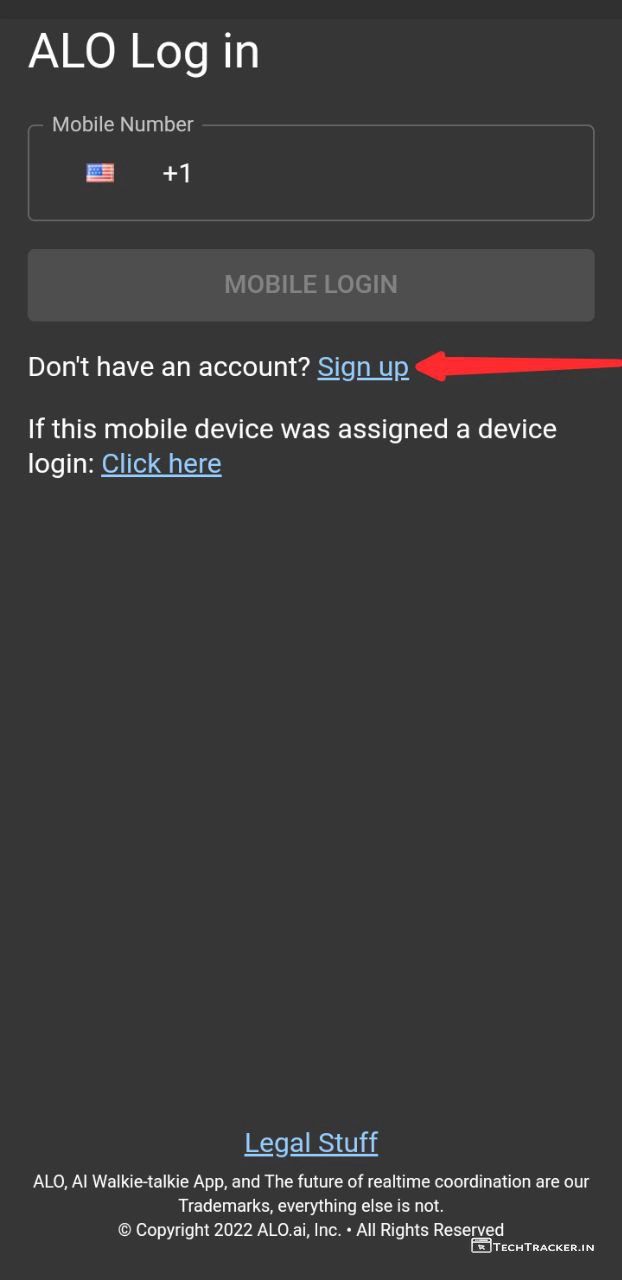 ALO Log in
Mobile Number
+1
MOBILE LOGIN
Don't have an account? Sign up
If this mobile device was assigned a device
login: Click here
Legal Stuff
ALO, AI Walkie-talkie App, and The future of realtime coordination are our
Trademarks, everything else is not.
© Copyright 2022 ALO.ai, Inc. • All Rights Reserved
TECHTRACKER.IN